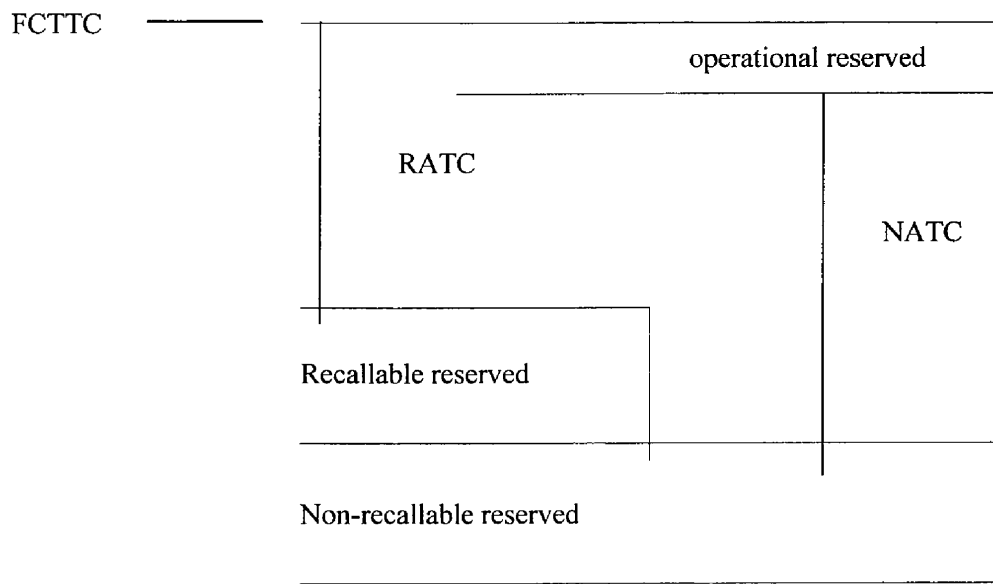 FCTTC
operational reserved
RATC
NATC
Recallable reserved
Non-recallable reserved